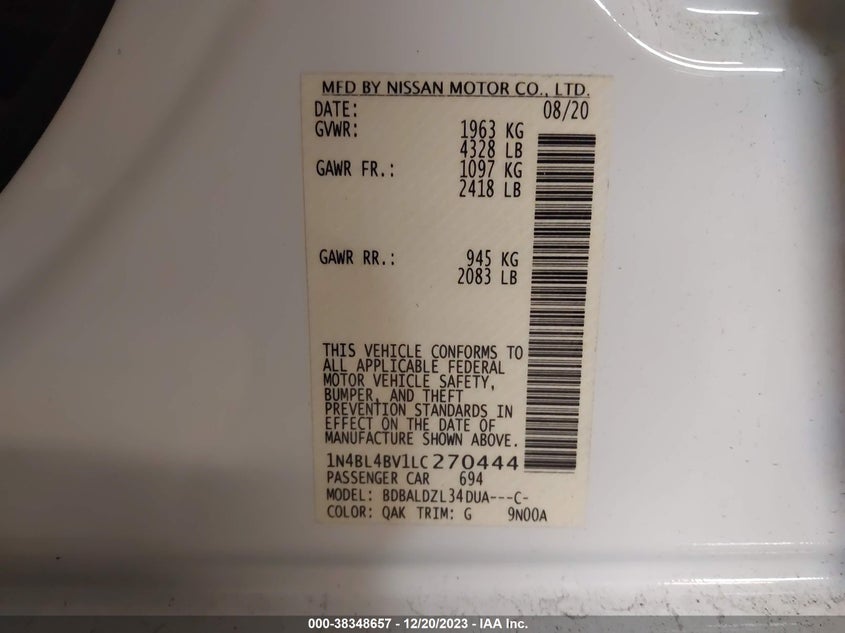 MFD BY NISSAN MOTOR CO., LTD.
DATE: 08/20
GVWR: 1963 KG
4328 LB
GAWR FR.: 1097 KG
2418 LB
GAWR RR.: 945 KG
2083 LB
THIS VEHICLE CONFORMS TO
ALL APPLICABLE FEDERAL
MOTOR VEHICLE SAFETY,
BUMPER, AND THEFT
PREVENTION STANDARDS IN
EFFECT ON THE DATE OF
MANUFACTURE SHOWN ABOVE.
1N4BL4BV1LC270444
PASSENGER CAR 694
MODEL: BDBALDZL34DUA---C-
COLOR: QAK TRIM: G 9N00A
000-38348657 - 12/20/2023 - IAA Inc.